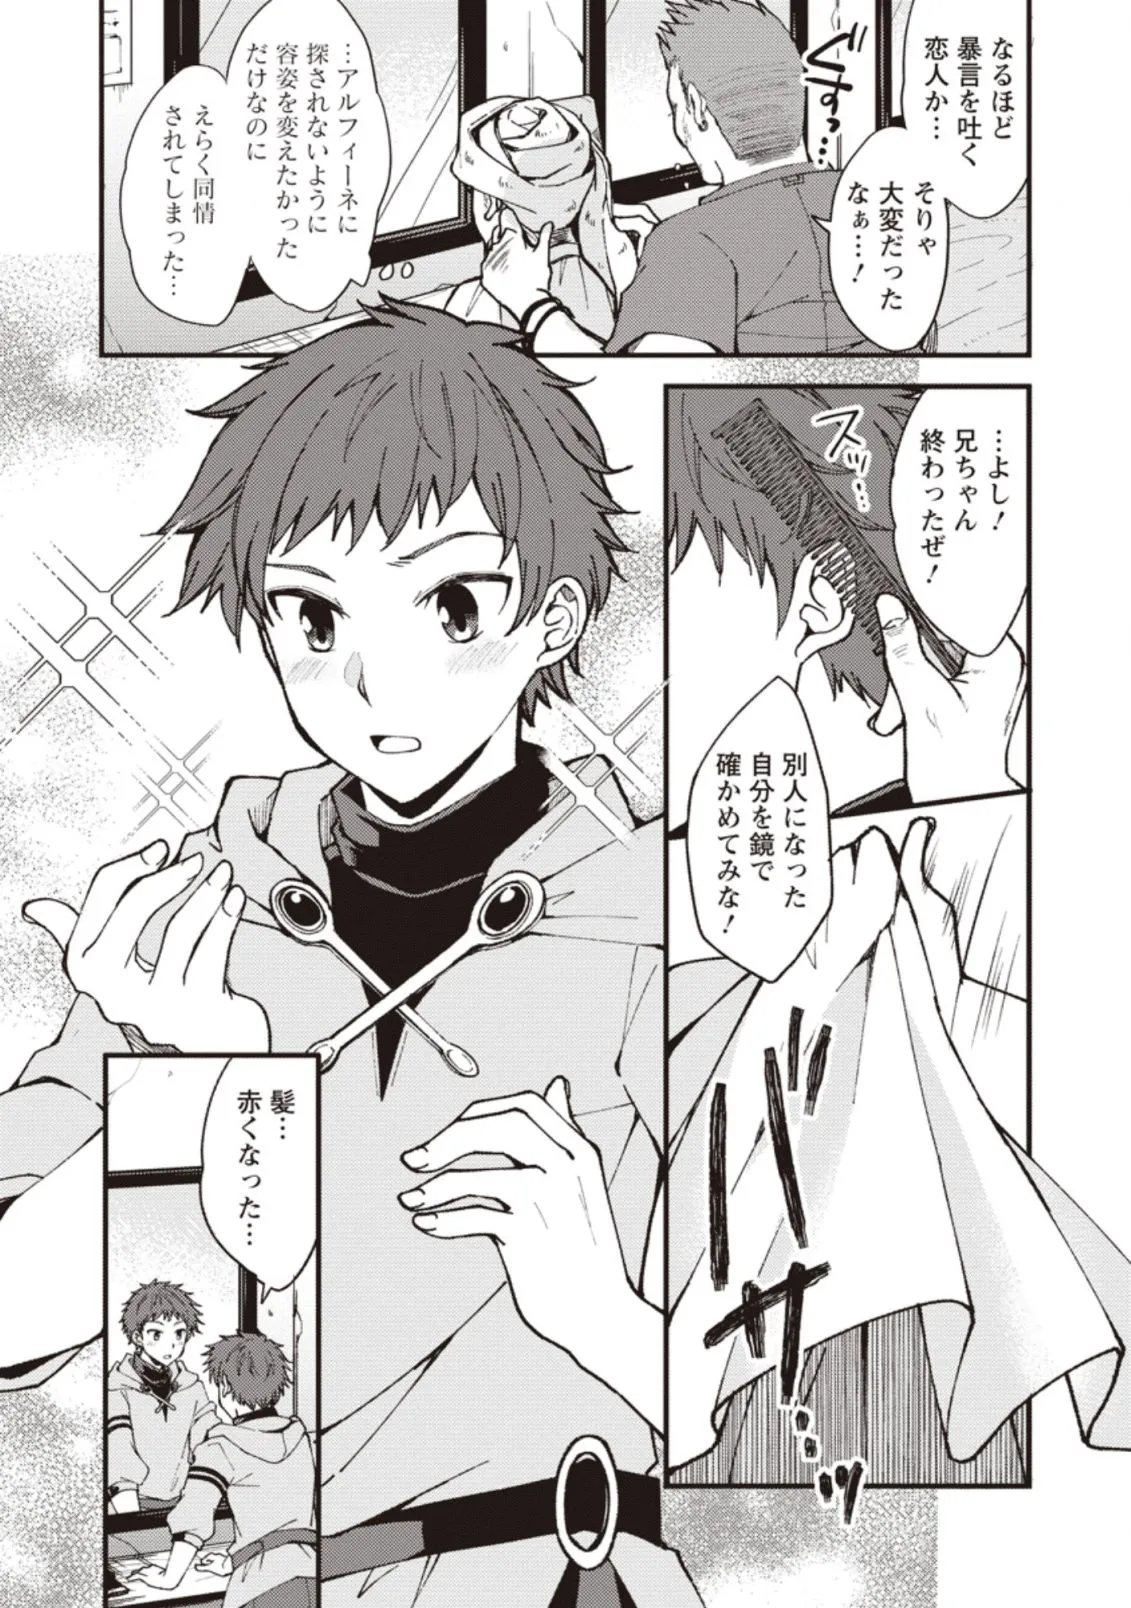 なるほど
暴言を吐く
恋人か…
そりゃ
大変だった
なぁ…！
ぐすっ…
…アルフィーネに
探されないように
容姿を変えたかった
だけなのに
えらく同情
されてしまった…
…よし！
兄ちゃん
終わったぜ！
スッ…
別人になった
自分を鏡で
確かめてみな！
髪…
赤くなった…